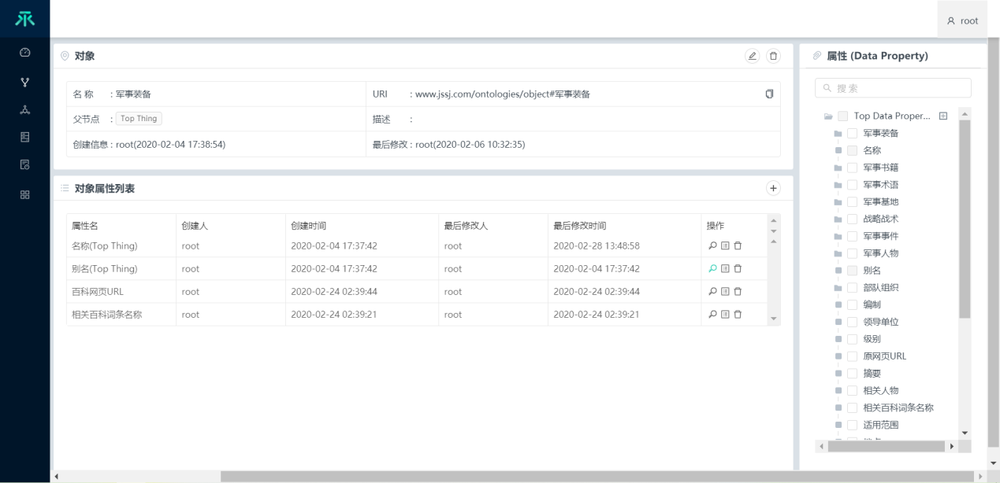 root
对象
名 称 : 军事装备
URI : www.jssj.com/ontologies/object#军事装备
父节点 : Top Thing
描述 :
创建信息 : root(2020-02-04 17:38:54)
最后修改 : root(2020-02-06 10:32:35)
对象属性列表
属性名 创建人 创建时间 最后修改人 最后修改时间 操作
名称(Top Thing) root 2020-02-04 17:37:42 root 2020-02-28 13:48:58
别名(Top Thing) root 2020-02-04 17:37:42 root 2020-02-04 17:37:42
百科网页URL root 2020-02-24 02:39:44 root 2020-02-24 02:39:44
相关百科词条名称 root 2020-02-24 02:39:21 root 2020-02-24 02:39:21
属性 (Data Property)
搜 索
Top Data Proper...
军事装备
名称
军事书籍
军事术语
军事基地
战略战术
军事事件
军事人物
别名
部队组织
编制
领导单位
级别
原网页URL
摘要
相关人物
相关百科词条名称
适用范围